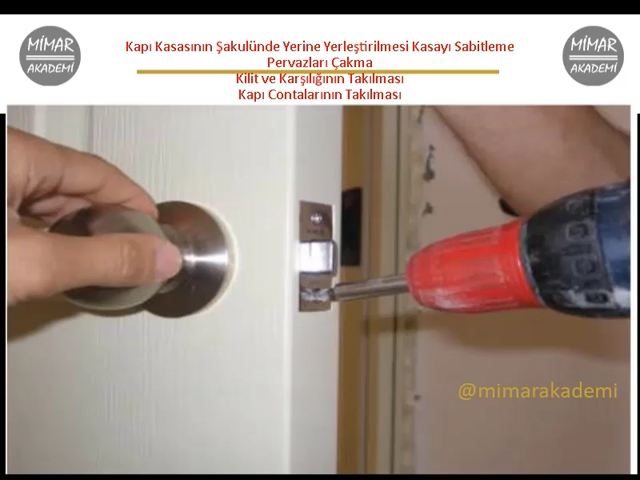 MİMAR
AKADEMİ
Kapı Kasasının Şakulünde Yerine Yerleştirilmesi Kasayı Sabitleme
Pervazları Çakma
Kilit ve Karşılığının Takılması
Kapı Contalarının Takılması
MİMAR
AKADEMİ
@mimarakademi